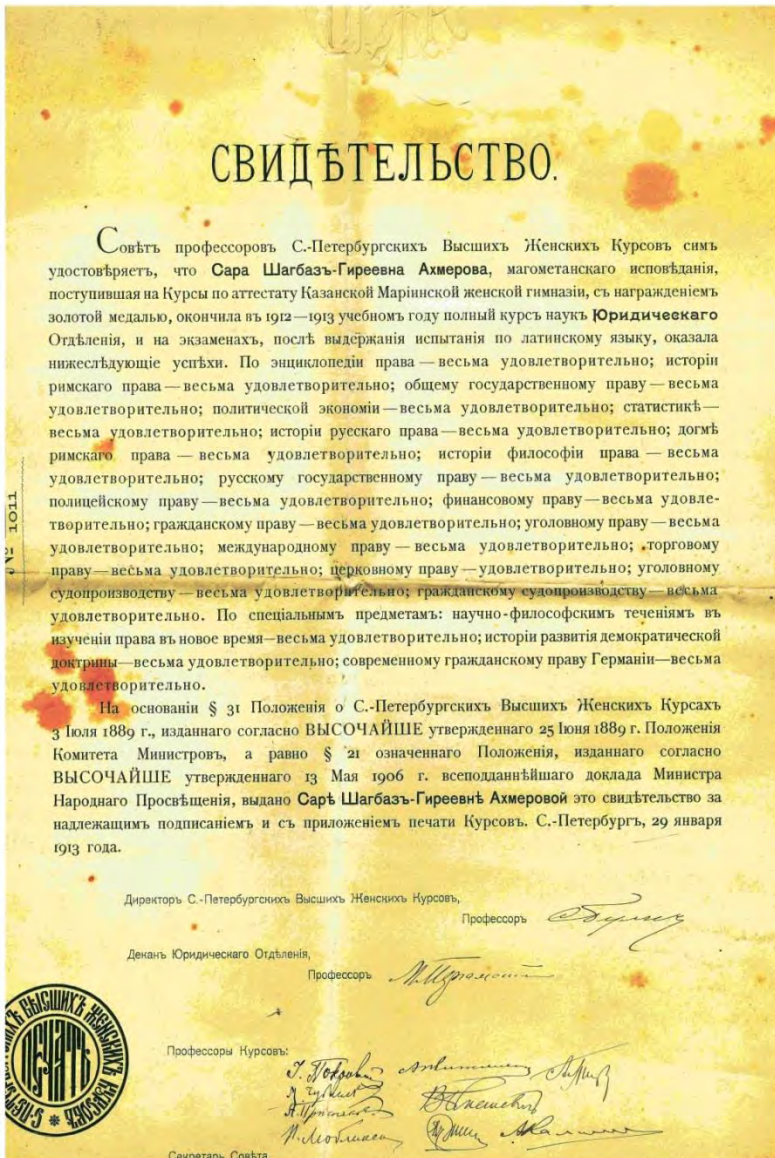 СВИДѢТЕЛЬСТВО.
Совѣтъ профессоровъ С.-Петербургскихъ Высшихъ Женскихъ Курсовъ симъ
удостовѣряетъ, что Сара Шагбазъ-Гиреевна Ахмерова, магометанскаго исповѣданія,
поступившая на Курсы по аттестату Казанской Маріинской женской гимназіи, съ награжденіемъ
золотой медалью, окончила въ 1912—1913 учебномъ году полный курсъ наукъ Юридическаго
Отдѣленія, и на экзаменахъ, послѣ выдержанія испытанія по латинскому языку, оказала
нижеслѣдующіе успѣхи. По энциклопедіи права — весьма удовлетворительно; исторіи
римскаго права — весьма удовлетворительно; общему государственному праву — весьма
удовлетворительно; политической экономіи — весьма удовлетворительно; статистикѣ —
весьма удовлетворительно; исторіи русскаго права — весьма удовлетворительно; догмѣ
римскаго права — весьма удовлетворительно; исторіи философіи права — весьма
удовлетворительно; русскому государственному праву — весьма удовлетворительно;
полицейскому праву — весьма удовлетворительно; финансовому праву — весьма удовле-
творительно; гражданскому праву — весьма удовлетворительно; уголовному праву — весьма
удовлетворительно; международному праву — весьма удовлетворительно; торговому
праву — весьма удовлетворительно; церковному праву — удовлетворительно; уголовному
судопроизводству — весьма удовлетворительно; гражданскому судопроизводству — весьма
удовлетворительно. По спеціальнымъ предметамъ: научно-философскимъ теченіямъ въ
изученіи права въ новое время—весьма удовлетворительно; исторіи развитія демократической
доктрины—весьма удовлетворительно; современному гражданскому праву Германіи—весьма
удовлетворительно.
На основаніи § 31 Положенія о С.-Петербургскихъ Высшихъ Женскихъ Курсахъ
3 Іюля 1889 г., изданнаго согласно ВЫСОЧАЙШЕ утвержденнаго 25 Іюня 1889 г. Положенія
Комитета Министровъ, а равно § 21 означеннаго Положенія, изданнаго согласно
ВЫСОЧАЙШЕ утвержденнаго 13 Мая 1906 г. всеподданнѣйшаго доклада Министра
Народнаго Просвѣщенія, выдано Сарѣ Шагбазъ-Гиреевнѣ Ахмеровой это свидѣтельство за
надлежащимъ подписаніемъ и съ приложеніемъ печати Курсовъ. С.-Петербургъ, 29 января
1913 года.
№ 1011
Директоръ С.-Петербургскихъ Высшихъ Женскихъ Курсовъ,
Профессоръ
Деканъ Юридическаго Отдѣленія,
Профессоръ
Профессоры Курсовъ:
І. Покровскій
Секретарь Совѣта
ПЕЧАТЬ
С.ПЕТЕРБУРГСКИХЪ ВЫСШИХЪ ЖЕНСКИХЪ КУРСОВЪ